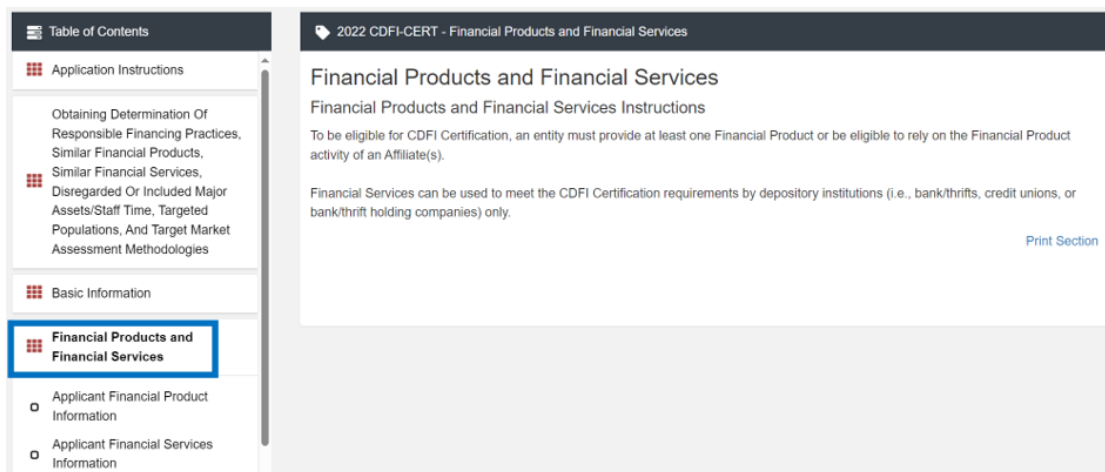 Table of Contents
Application Instructions
Obtaining Determination Of
Responsible Financing Practices,
Similar Financial Products,
Similar Financial Services,
Disregarded Or Included Major
Assets/Staff Time, Targeted
Populations, And Target Market
Assessment Methodologies
Basic Information
Financial Products and
Financial Services
Applicant Financial Product
Information
Applicant Financial Services
Information
2022 CDFI-CERT - Financial Products and Financial Services
Financial Products and Financial Services
Financial Products and Financial Services Instructions
To be eligible for CDFI Certification, an entity must provide at least one Financial Product or be eligible to rely on the Financial Product
activity of an Affiliate(s).
Financial Services can be used to meet the CDFI Certification requirements by depository institutions (i.e., bank/thrifts, credit unions, or
bank/thrift holding companies) only.
Print Section